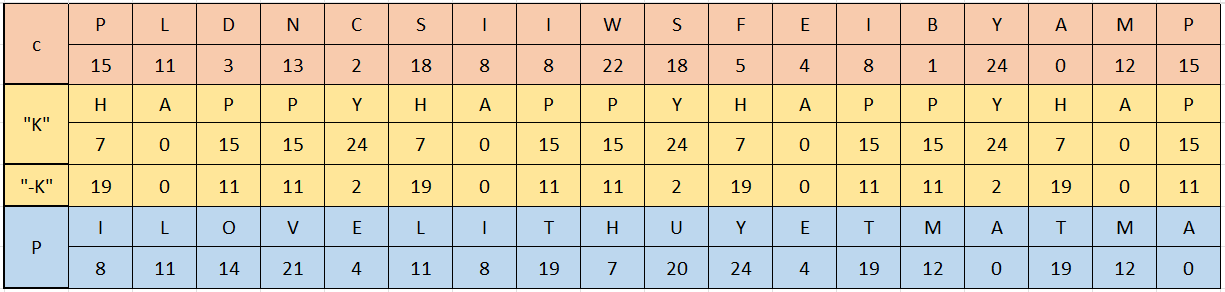 c P L D N C S I I W S F E I B Y A M P
15 11 3 13 2 18 8 8 22 18 5 4 8 1 24 0 12 15
"K" H A P P Y H A P P Y H A P P Y H A P
7 0 15 15 24 7 0 15 15 24 7 0 15 15 24 7 0 15
"-K" 19 0 11 11 2 19 0 11 11 2 19 0 11 11 2 19 0 11
P I L O V E L I T H U Y E T M A T M A
8 11 14 21 4 11 8 19 7 20 24 4 19 12 0 19 12 0